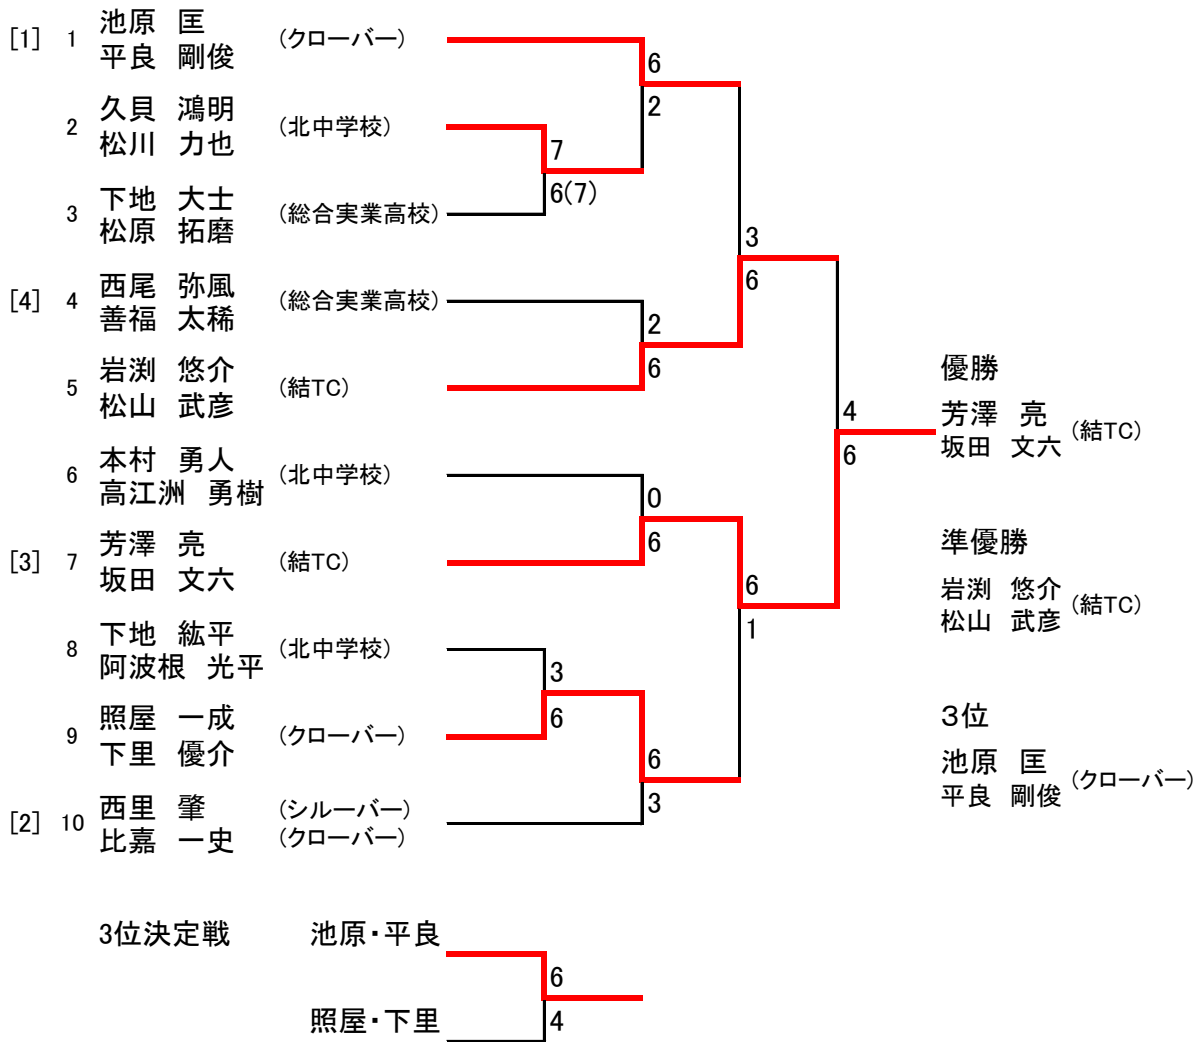 [1] 1 池原 匡 (クローバー)
平良 剛俊
6
2 久貝 鴻明 (北中学校)
松川 力也
2
7
6(7)
3 下地 大士 (総合実業高校)
松原 拓磨
3
6
[4] 4 西尾 弥風 (総合実業高校)
善福 太稀
2
6
5 岩渕 悠介 (結TC)
松山 武彦
4
6
6 本村 勇人 (北中学校)
高江洲 勇樹
0
6
[3] 7 芳澤 亮 (結TC)
坂田 文六
6
1
8 下地 紘平 (北中学校)
阿波根 光平
3
6
9 照屋 一成 (クローバー)
下里 優介
6
3
[2] 10 西里 肇 (シルーバー)
比嘉 一史 (クローバー)
優勝
芳澤 亮 (結TC)
坂田 文六
準優勝
岩渕 悠介 (結TC)
松山 武彦
3位
池原 匡 (クローバー)
平良 剛俊
3位決定戦 池原・平良
6
4
照屋・下里